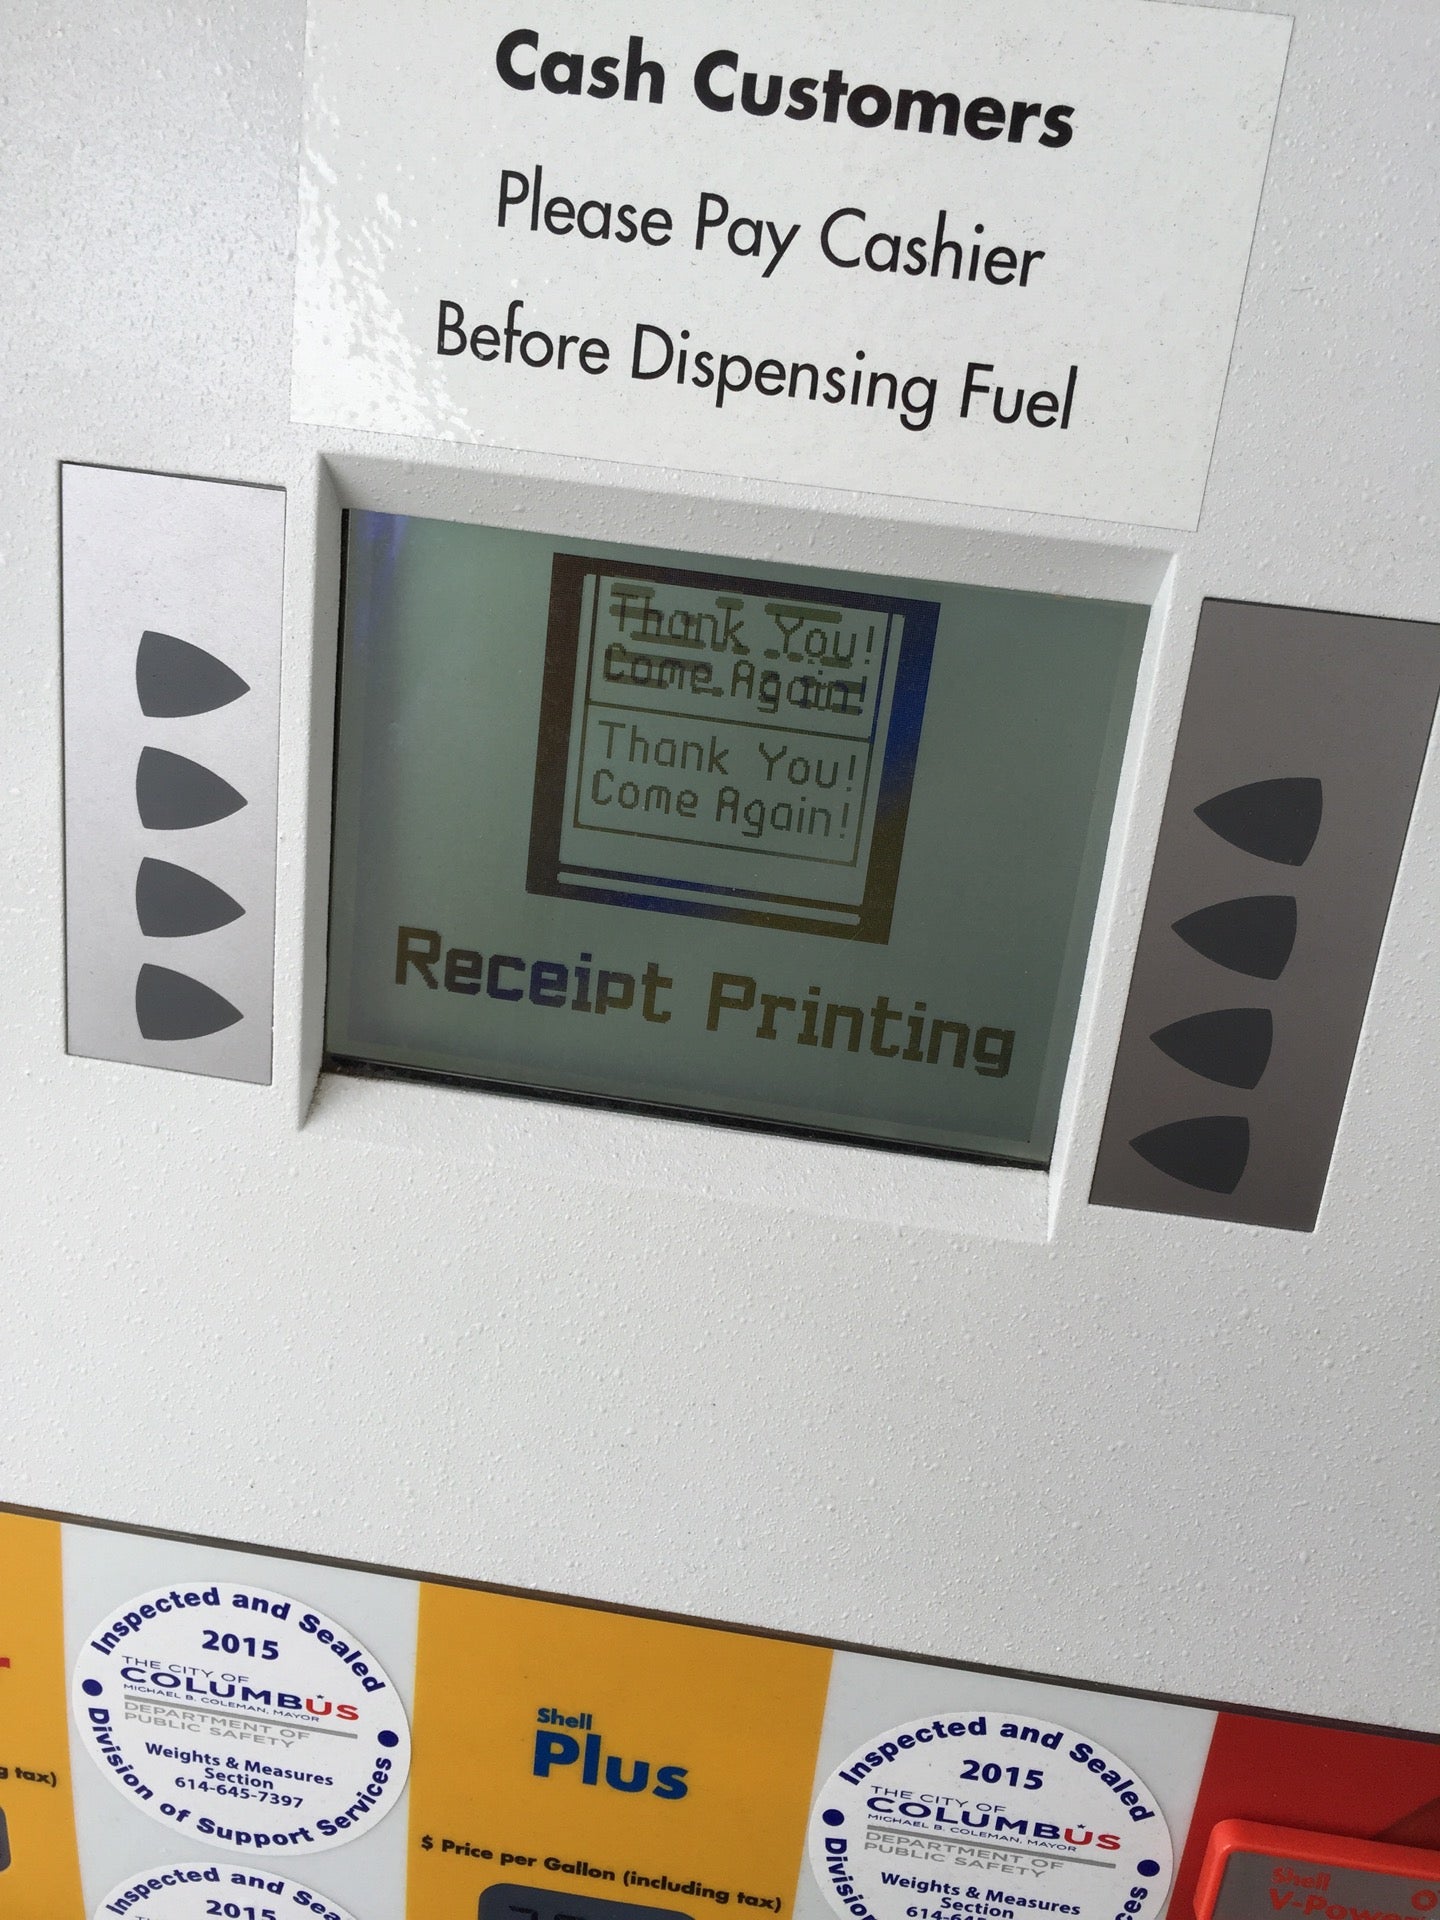 Cash Customers
Please Pay Cashier
Before Dispensing Fuel
Thank You!
Come Again!
Thank You!
Come Again!
Receipt Printing
Inspected and Sealed
2015
THE CITY OF
COLUMBUS
MICHAEL B. COLEMAN, MAYOR
DEPARTMENT OF
PUBLIC SAFETY
Weights & Measures
Section
614-645-7397
Division of Support Services
tax)
Shell
Plus
$ Price per Gallon (including tax)
Inspected and Sealed
2015
THE CITY OF
COLUMBUS
MICHAEL B. COLEMAN, MAYOR
DEPARTMENT OF
PUBLIC SAFETY
Weights & Measures
Section
Inspected and Sealed
2015
Shell